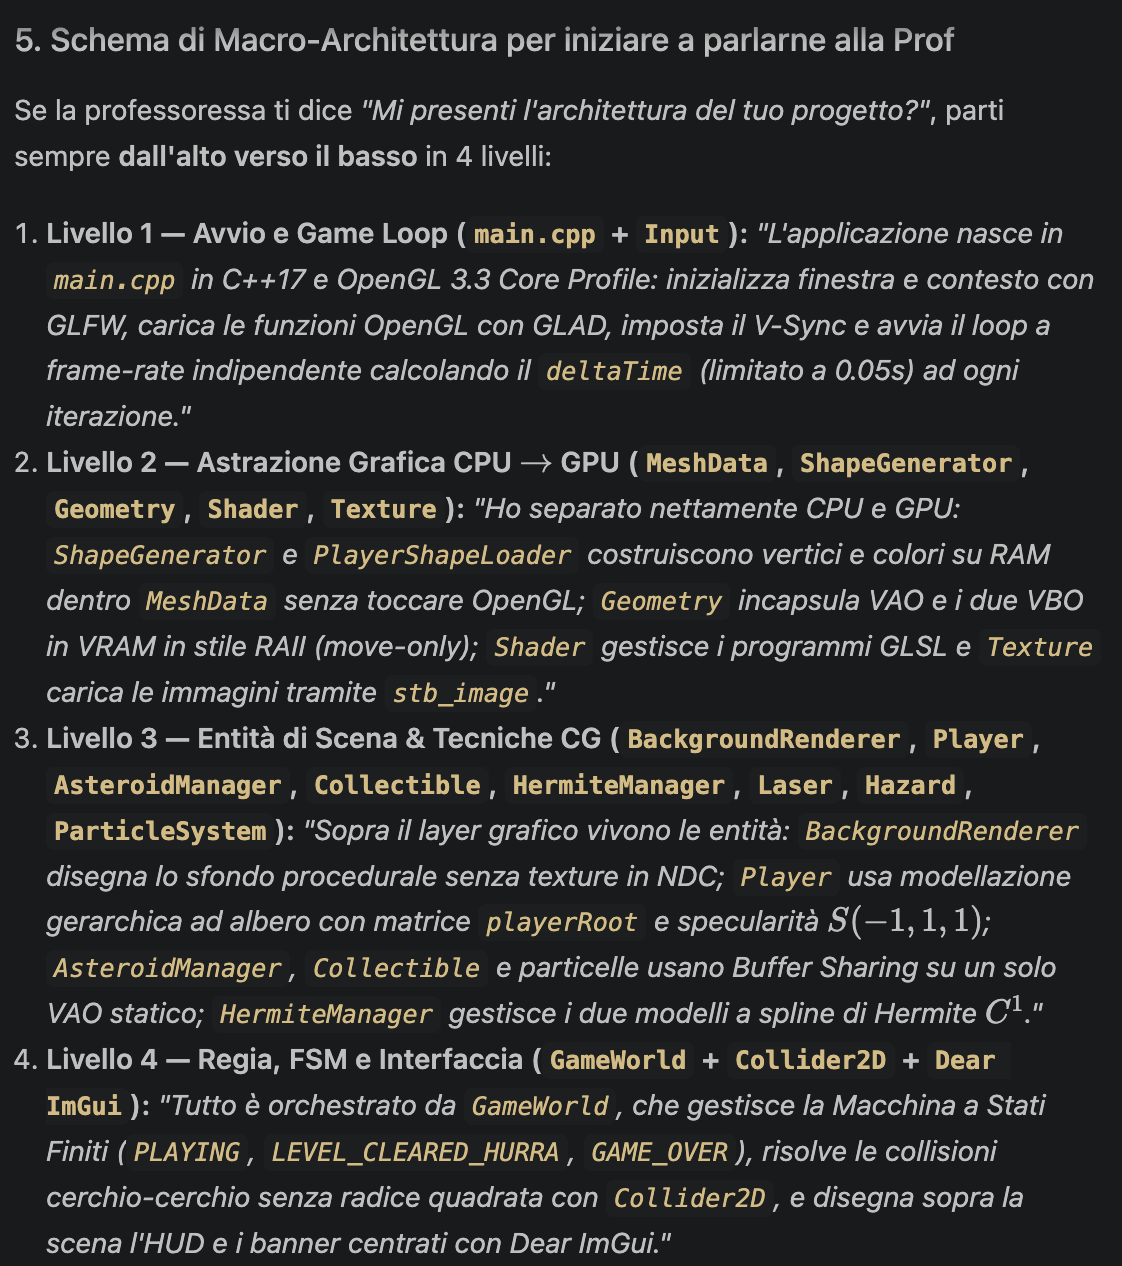 5. Schema di Macro-Architettura per iniziare a parlarne alla Prof
Se la professoressa ti dice "Mi presenti l'architettura del tuo progetto?", parti
sempre dall'alto verso il basso in 4 livelli:
1. Livello 1 — Avvio e Game Loop ( main.cpp + Input ): "L'applicazione nasce in
main.cpp in C++17 e OpenGL 3.3 Core Profile: inizializza finestra e contesto con
GLFW, carica le funzioni OpenGL con GLAD, imposta il V-Sync e avvia il loop a
frame-rate indipendente calcolando il deltaTime (limitato a 0.05s) ad ogni
iterazione."
2. Livello 2 — Astrazione Grafica CPU → GPU ( MeshData , ShapeGenerator ,
Geometry , Shader , Texture ): "Ho separato nettamente CPU e GPU:
ShapeGenerator e PlayerShapeLoader costruiscono vertici e colori su RAM
dentro MeshData senza toccare OpenGL; Geometry incapsula VAO e i due VBO
in VRAM in stile RAII (move-only); Shader gestisce i programmi GLSL e Texture
carica le immagini tramite stb_image ."
3. Livello 3 — Entità di Scena & Tecniche CG ( BackgroundRenderer , Player ,
AsteroidManager , Collectible , HermiteManager , Laser , Hazard ,
ParticleSystem ): "Sopra il layer grafico vivono le entità: BackgroundRenderer
disegna lo sfondo procedurale senza texture in NDC; Player usa modellazione
gerarchica ad albero con matrice playerRoot e specularità S(−1, 1, 1);
AsteroidManager , Collectible e particelle usano Buffer Sharing su un solo
VAO statico; HermiteManager gestisce i due modelli a spline di Hermite C¹."
4. Livello 4 — Regia, FSM e Interfaccia ( GameWorld + Collider2D + Dear
ImGui ): "Tutto è orchestrato da GameWorld , che gestisce la Macchina a Stati
Finiti ( PLAYING , LEVEL_CLEARED_HURRA , GAME_OVER ), risolve le collisioni
cerchio-cerchio senza radice quadrata con Collider2D , e disegna sopra la
scena l'HUD e i banner centrati con Dear ImGui."